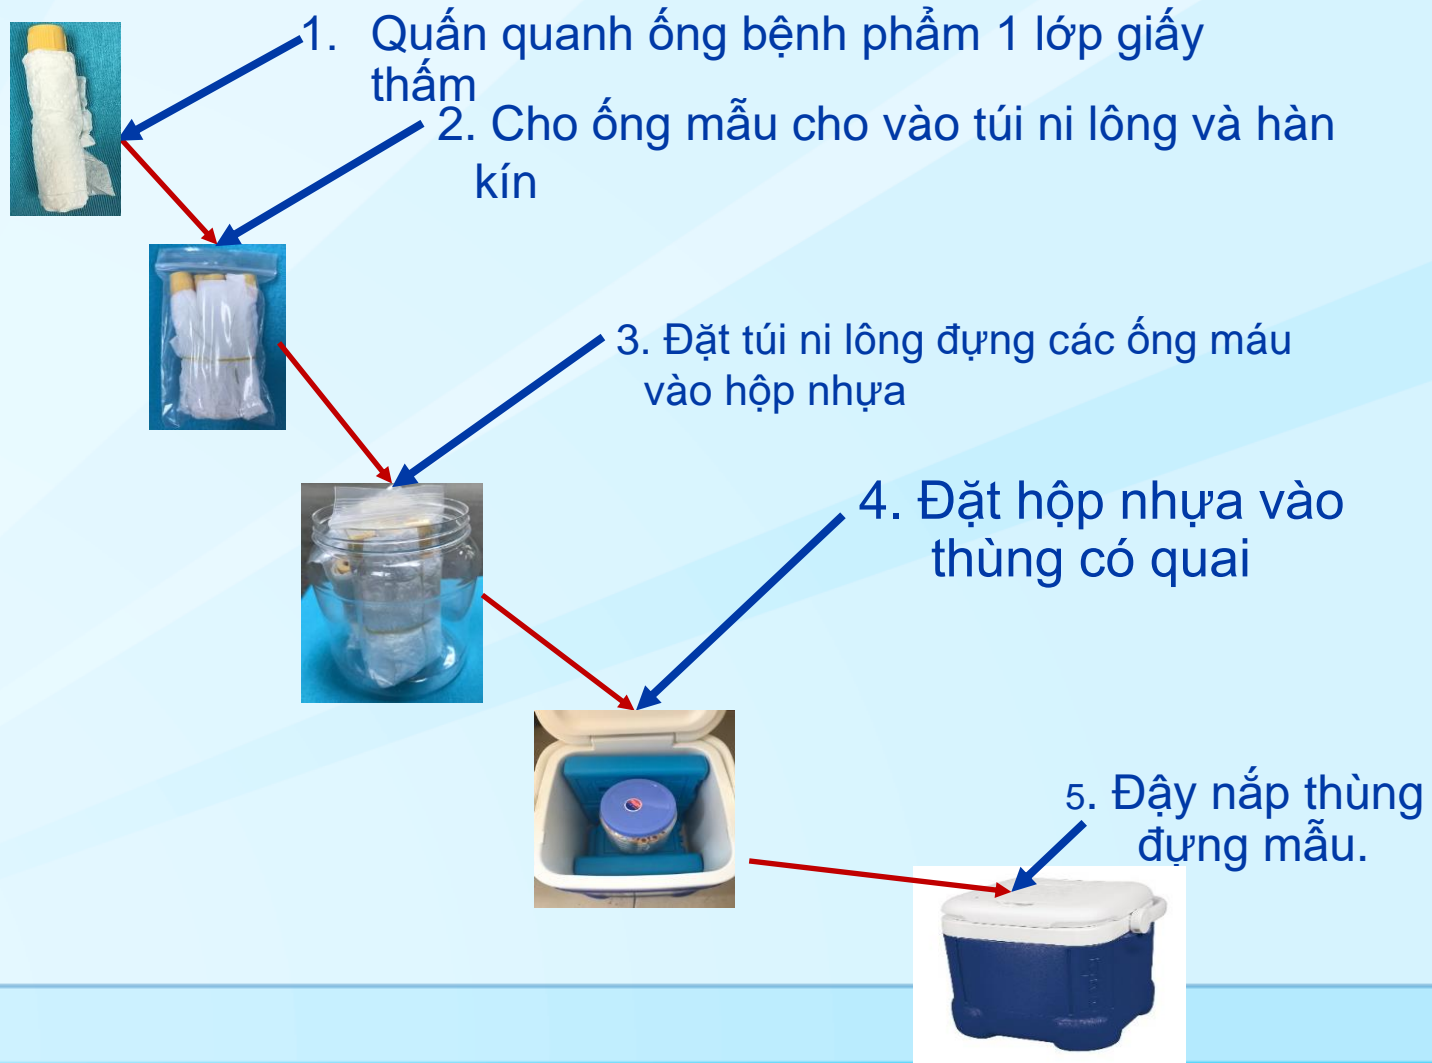 1. Quấn quanh ống bệnh phẩm 1 lớp giấy
thấm
2. Cho ống mẫu cho vào túi ni lông và hàn
kín
3. Đặt túi ni lông đựng các ống máu
vào hộp nhựa
4. Đặt hộp nhựa vào
thùng có quai
5. Đậy nắp thùng
đựng mẫu.